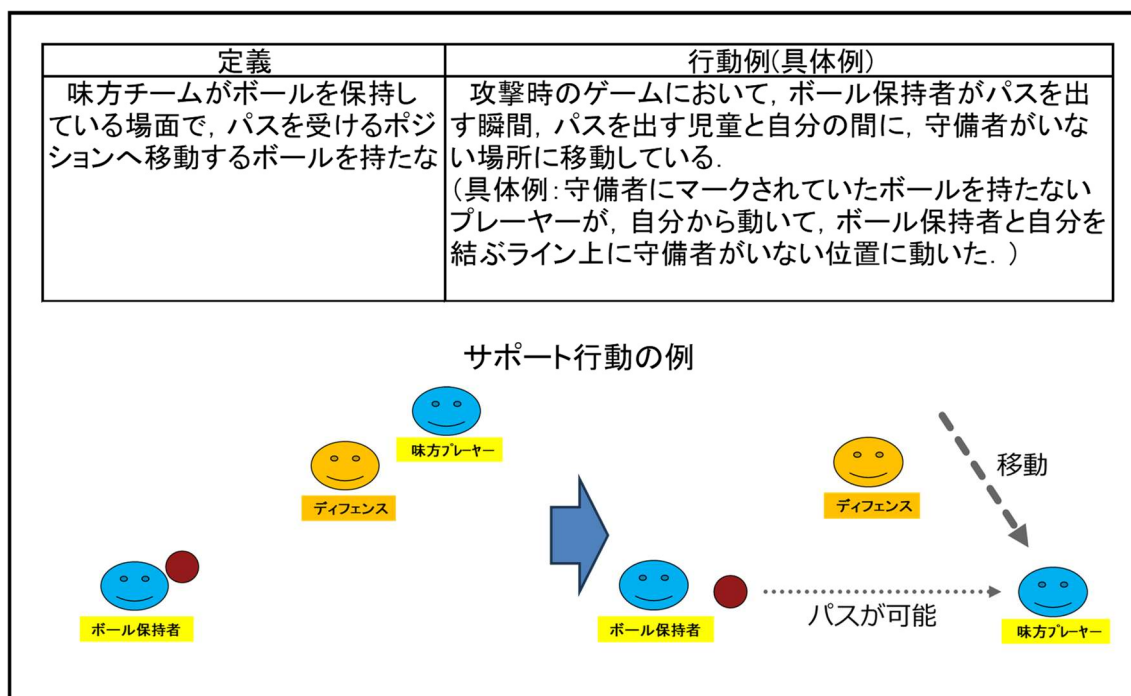 定義
味方チームがボールを保持し
ている場面で，パスを受けるポジ
ションへ移動するボールを持たな
行動例(具体例)
攻撃時のゲームにおいて，ボール保持者がパスを出
す瞬間，パスを出す児童と自分の間に，守備者がいな
い場所に移動している．
（具体例：守備者にマークされていたボールを持たない
プレーヤーが，自分から動いて，ボール保持者と自分を
結ぶライン上に守備者がいない位置に動いた．）
サポート行動の例
味方プレーヤー
ディフェンス
ボール保持者
移動
ディフェンス
パスが可能
ボール保持者
味方プレーヤー